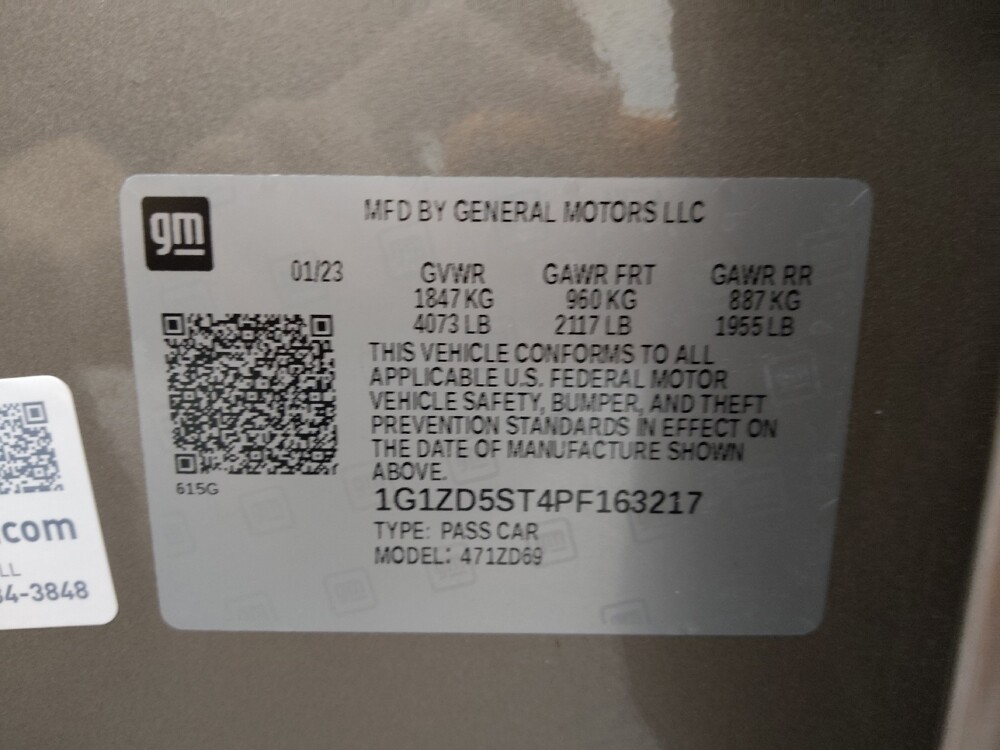 gm
MFD BY GENERAL MOTORS LLC
01/23 GVWR GAWR FRT GAWR RR
1847 KG 960 KG 887 KG
4073 LB 2117 LB 1955 LB
THIS VEHICLE CONFORMS TO ALL
APPLICABLE U.S. FEDERAL MOTOR
VEHICLE SAFETY, BUMPER, AND THEFT
PREVENTION STANDARDS IN EFFECT ON
THE DATE OF MANUFACTURE SHOWN
ABOVE.
615G
1G1ZD5ST4PF163217
TYPE: PASS CAR
MODEL: 471ZD69
.com
LL
34-3848